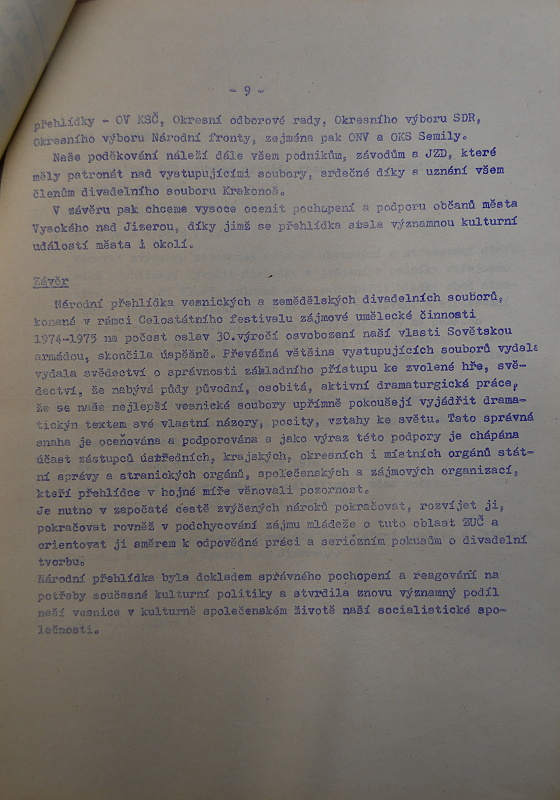 - 9 -
přehlídky - OV KSČ, Okresní odborové rady, Okresního výboru SDR,
Okresního výboru Národní fronty, zejména pak ONV a OKS Semily.
Naše poděkování náleží dále všem podnikům, závodům a JZD, které
měly patronát nad vystupujícími soubory, srdečné díky a uznání všem
členům divadelního souboru Krakonoš.
V závěru pak chceme vysoce ocenit pochopení a podporu občanů města
Vysokého nad Jizerou, díky jimž se přehlídka stala významnou kulturní
událostí města i okolí.
Závěr
Národní přehlídka vesnických a zemědělských divadelních souborů,
konaná v rámci Celostátního festivalu zájmové umělecké činnosti
1974-1975 na počest oslav 30.výročí osvobození naší vlasti Sovětskou
armádou, skončila úspěšně. Převážná většina vystupujících souborů vydala
vydala svědectví o správnosti základního přístupu ke zvolené hře, svě-
dectví, že nabývá půdy původní, osobitá, aktivní dramaturgická práce,
že se naše nejlepší vesnické soubory upřímně pokoušejí vyjádřit drama-
tickým textem své vlastní názory, pocity, vztahy ke světu. Tato správná
snaha je oceňována a podporována a jako výraz této podpory je chápána
účast zástupců ústředních, krajských, okresních i místních orgánů stát-
ní správy a stranických orgánů, společenských a zájmových organizací,
kteří přehlídce v hojné míře věnovali pozornost.
Je nutno v započaté cestě zvýšených nároků pokračovat, rozvíjet ji,
pokračovat rovněž v podchycování zájmu mládeže o tuto oblast ZUČ a
orientovat ji směrem k odpovědné práci a seriózním pokusům o divadelní
tvorbu.
Národní přehlídka byla dokladem správného pochopení a reagování na
potřeby současné kulturní politiky a stvrdila znovu významný podíl
naší vesnice v kulturně společenském životě naší socialistické spo-
lečnosti.